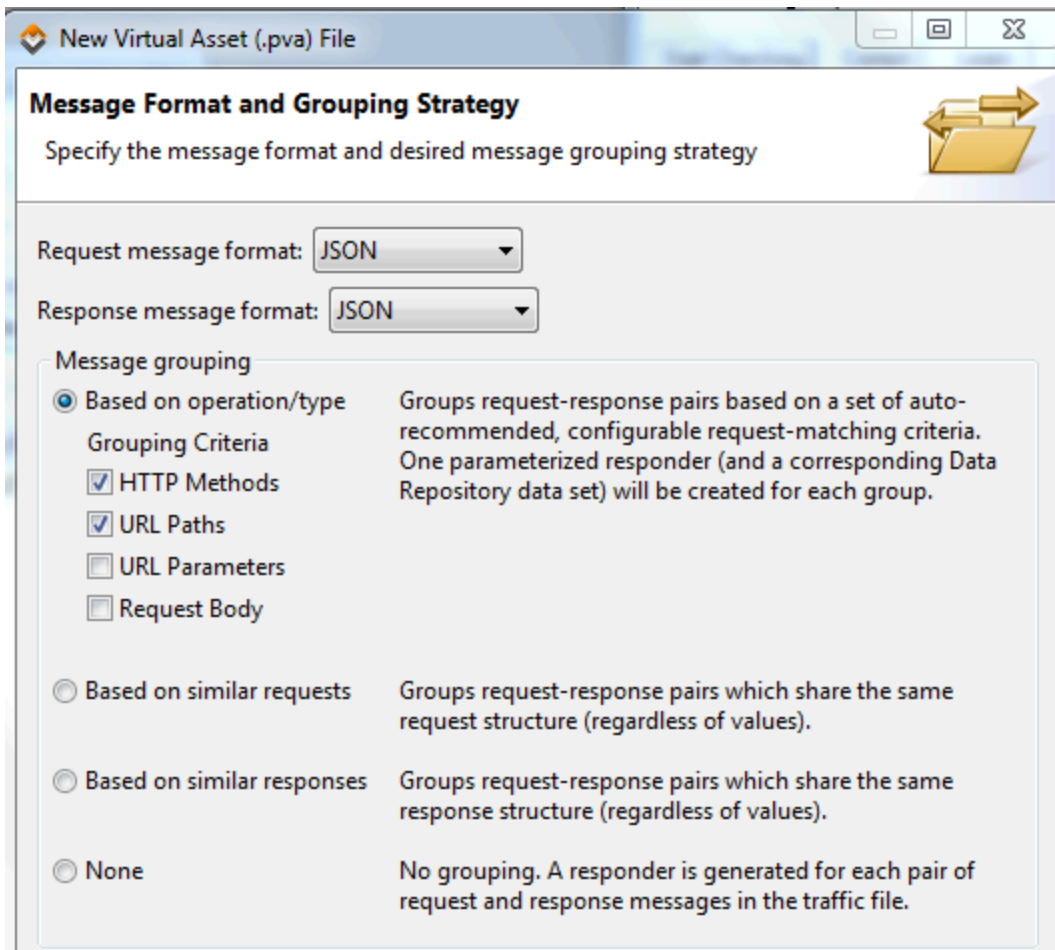 New Virtual Asset (.pva) File
Message Format and Grouping Strategy
Specify the message format and desired message grouping strategy
Request message format: JSON
Response message format: JSON
Message grouping
Based on operation/type
Groups request-response pairs based on a set of auto-
recommended, configurable request-matching criteria.
One parameterized responder (and a corresponding Data
Repository data set) will be created for each group.
Grouping Criteria
HTTP Methods
URL Paths
URL Parameters
Request Body
Based on similar requests
Groups request-response pairs which share the same
request structure (regardless of values).
Based on similar responses
Groups request-response pairs which share the same
response structure (regardless of values).
None
No grouping. A responder is generated for each pair of
request and response messages in the traffic file.